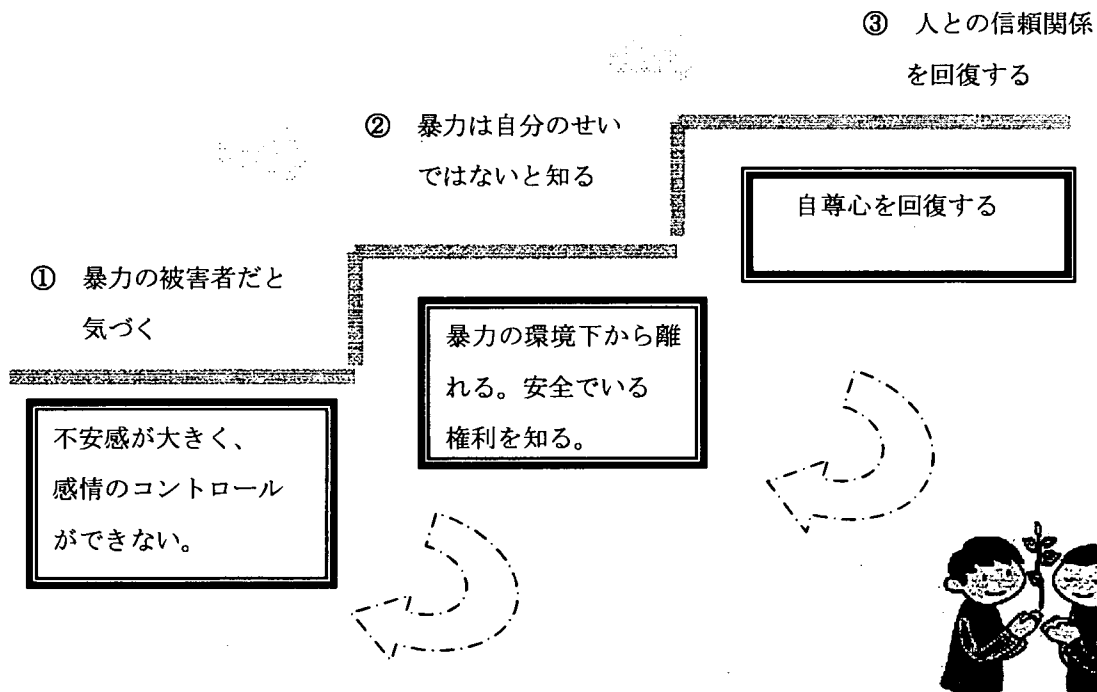 ③ 人との信頼関係
を回復する
② 暴力は自分のせい
ではないと知る
自尊心を回復する
① 暴力の被害者だと
気づく
暴力の環境下から離
れる。安全でいる
権利を知る。
不安感が大きく、
感情のコントロール
ができない。